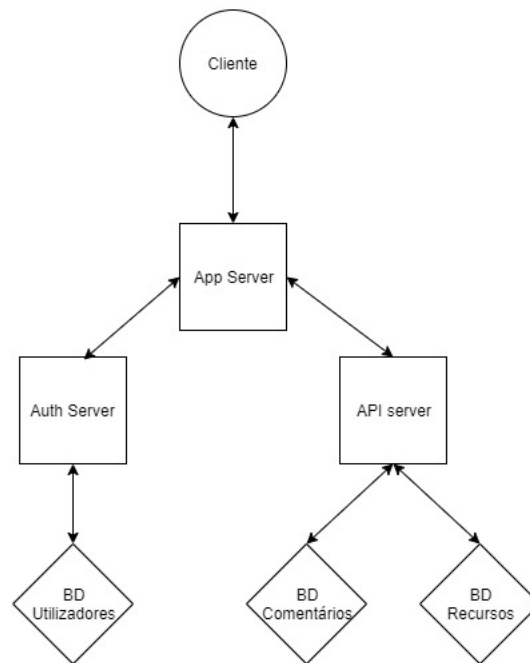 Cliente
App Server
Auth Server
API server
BD
Utilizadores
BD
Comentários
BD
Recursos